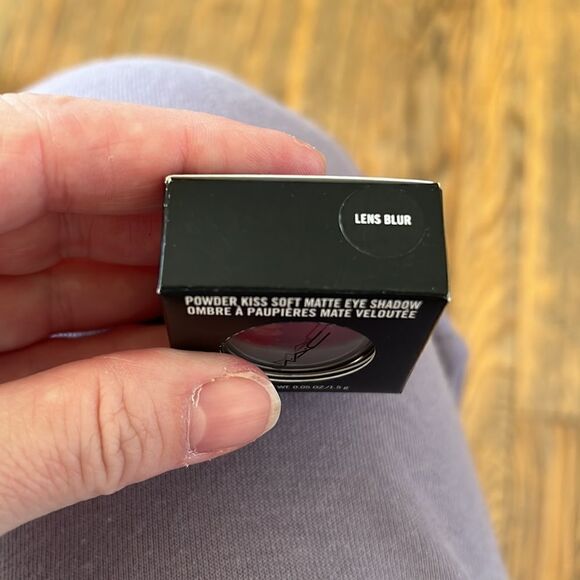 LENS BLUR
POWDER KISS SOFT MATTE EYE SHADOW
OMBRE À PAUPIÈRES MATE VELOUTÉE
WT. 0.05 OZ/1.5 g